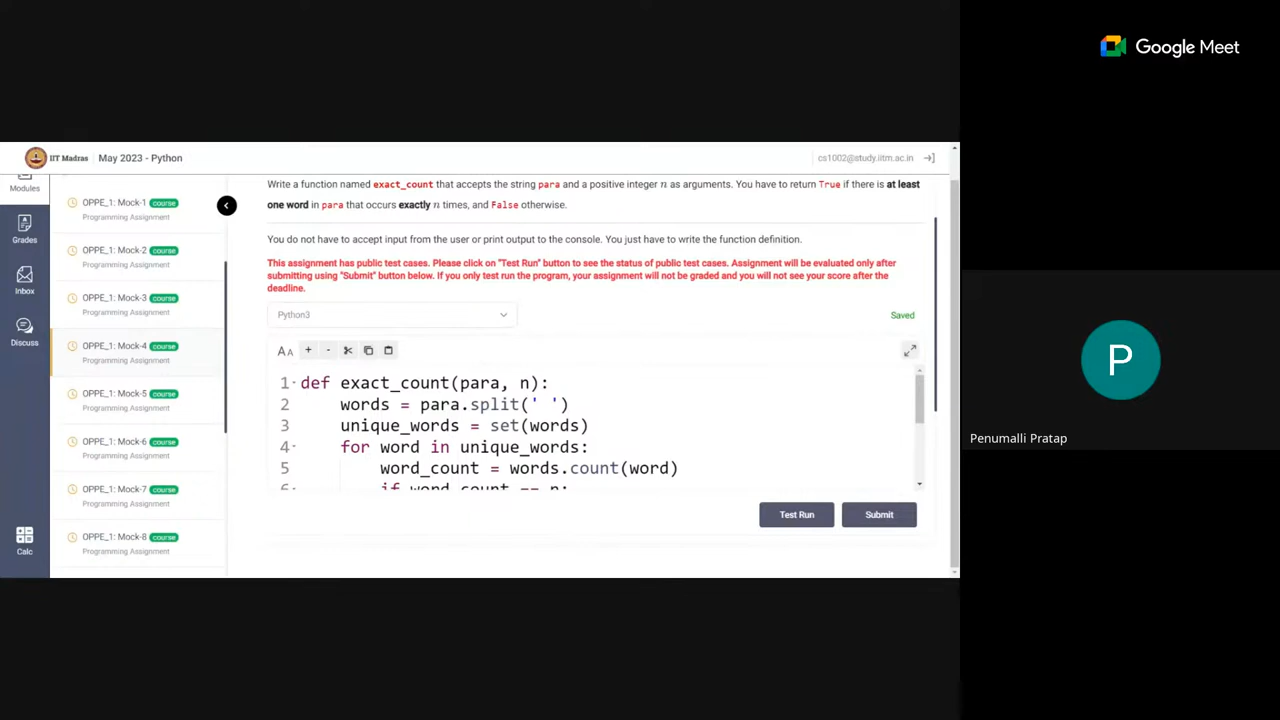 Google Meet
IIT Madras | May 2023 - Python
cs1002@study.iitm.ac.in
Modules
Grades
Inbox
Discuss
Calc
OPPE_1: Mock-1 course
Programming Assignment
OPPE_1: Mock-2 course
Programming Assignment
OPPE_1: Mock-3 course
Programming Assignment
OPPE_1: Mock-4 course
Programming Assignment
OPPE_1: Mock-5 course
Programming Assignment
OPPE_1: Mock-6 course
Programming Assignment
OPPE_1: Mock-7 course
Programming Assignment
OPPE_1: Mock-8 course
Programming Assignment
Write a function named exact_count that accepts the string para and a positive integer n as arguments. You have to return True if there is at least
one word in para that occurs exactly n times, and False otherwise.
You do not have to accept input from the user or print output to the console. You just have to write the function definition.
This assignment has public test cases. Please click on "Test Run" button to see the status of public test cases. Assignment will be evaluated only after
submitting using "Submit" button below. If you only test run the program, your assignment will not be graded and you will not see your score after the
deadline.
Python3
Saved
AA + -
1 def exact_count(para, n):
2 words = para.split(' ')
3 unique_words = set(words)
4 for word in unique_words:
5 word_count = words.count(word)
6 if word_count == n:
Test Run Submit
P
Penumalli Pratap